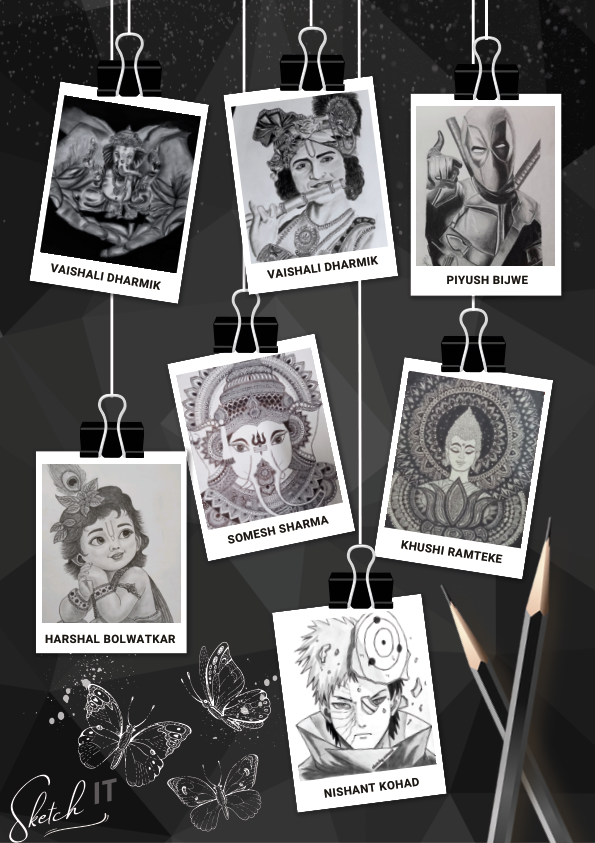 VAISHALI DHARMIK
VAISHALI DHARMIK
PIYUSH BIJWE
SOMESH SHARMA
KHUSHI RAMTEKE
HARSHAL BOLWATKAR
NISHANT KOHAD
Sketch IT